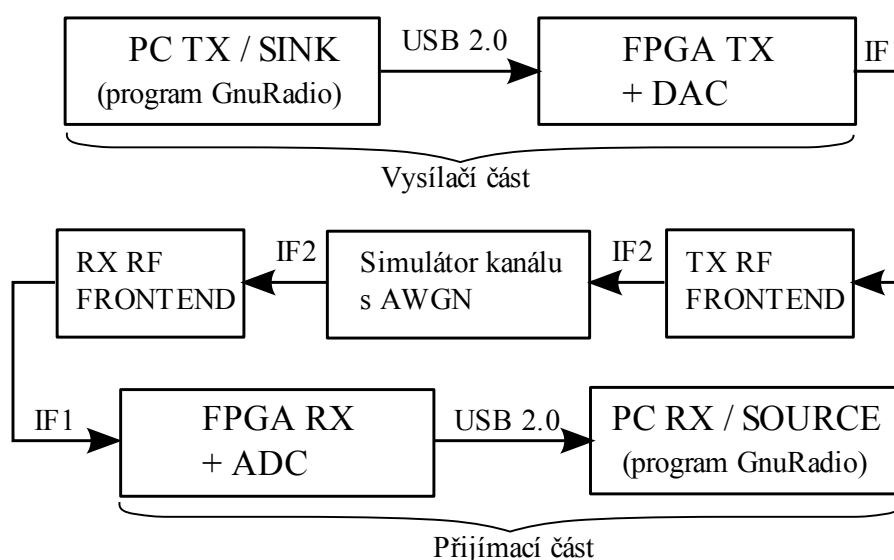 PC TX / SINK
(program GnuRadio)
USB 2.0
FPGA TX
+ DAC
IF
Vysílačí část
RX RF
FRONTEND
IF2
Simulátor kanálu
s AWGN
IF2
TX RF
FRONTEND
IF1
FPGA RX
+ ADC
USB 2.0
PC RX / SOURCE
(program GnuRadio)
Přijímací část